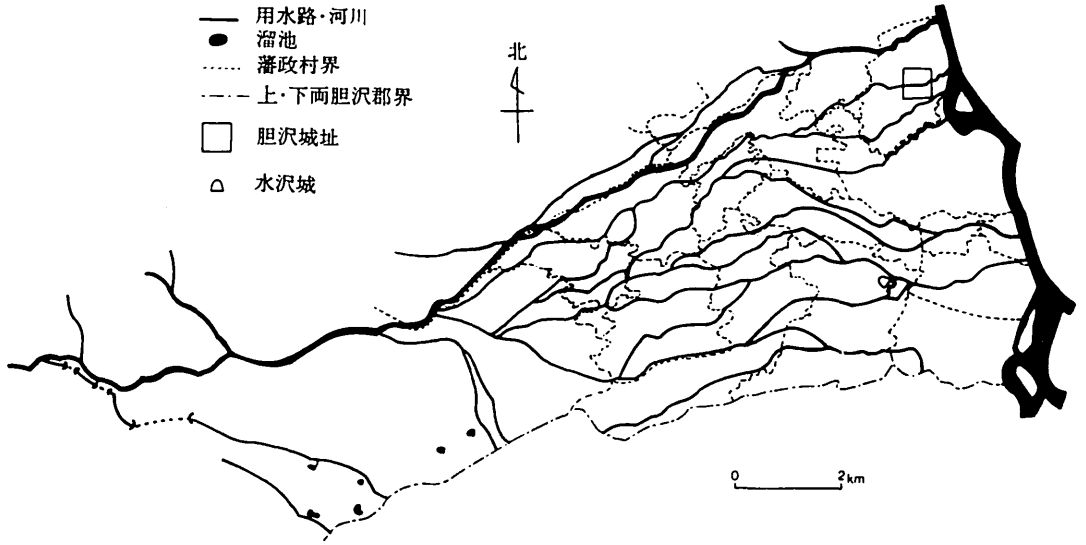 用水路・河川
溜池
藩政村界
上・下両胆沢郡界
胆沢城址
水沢城
北
0 2km